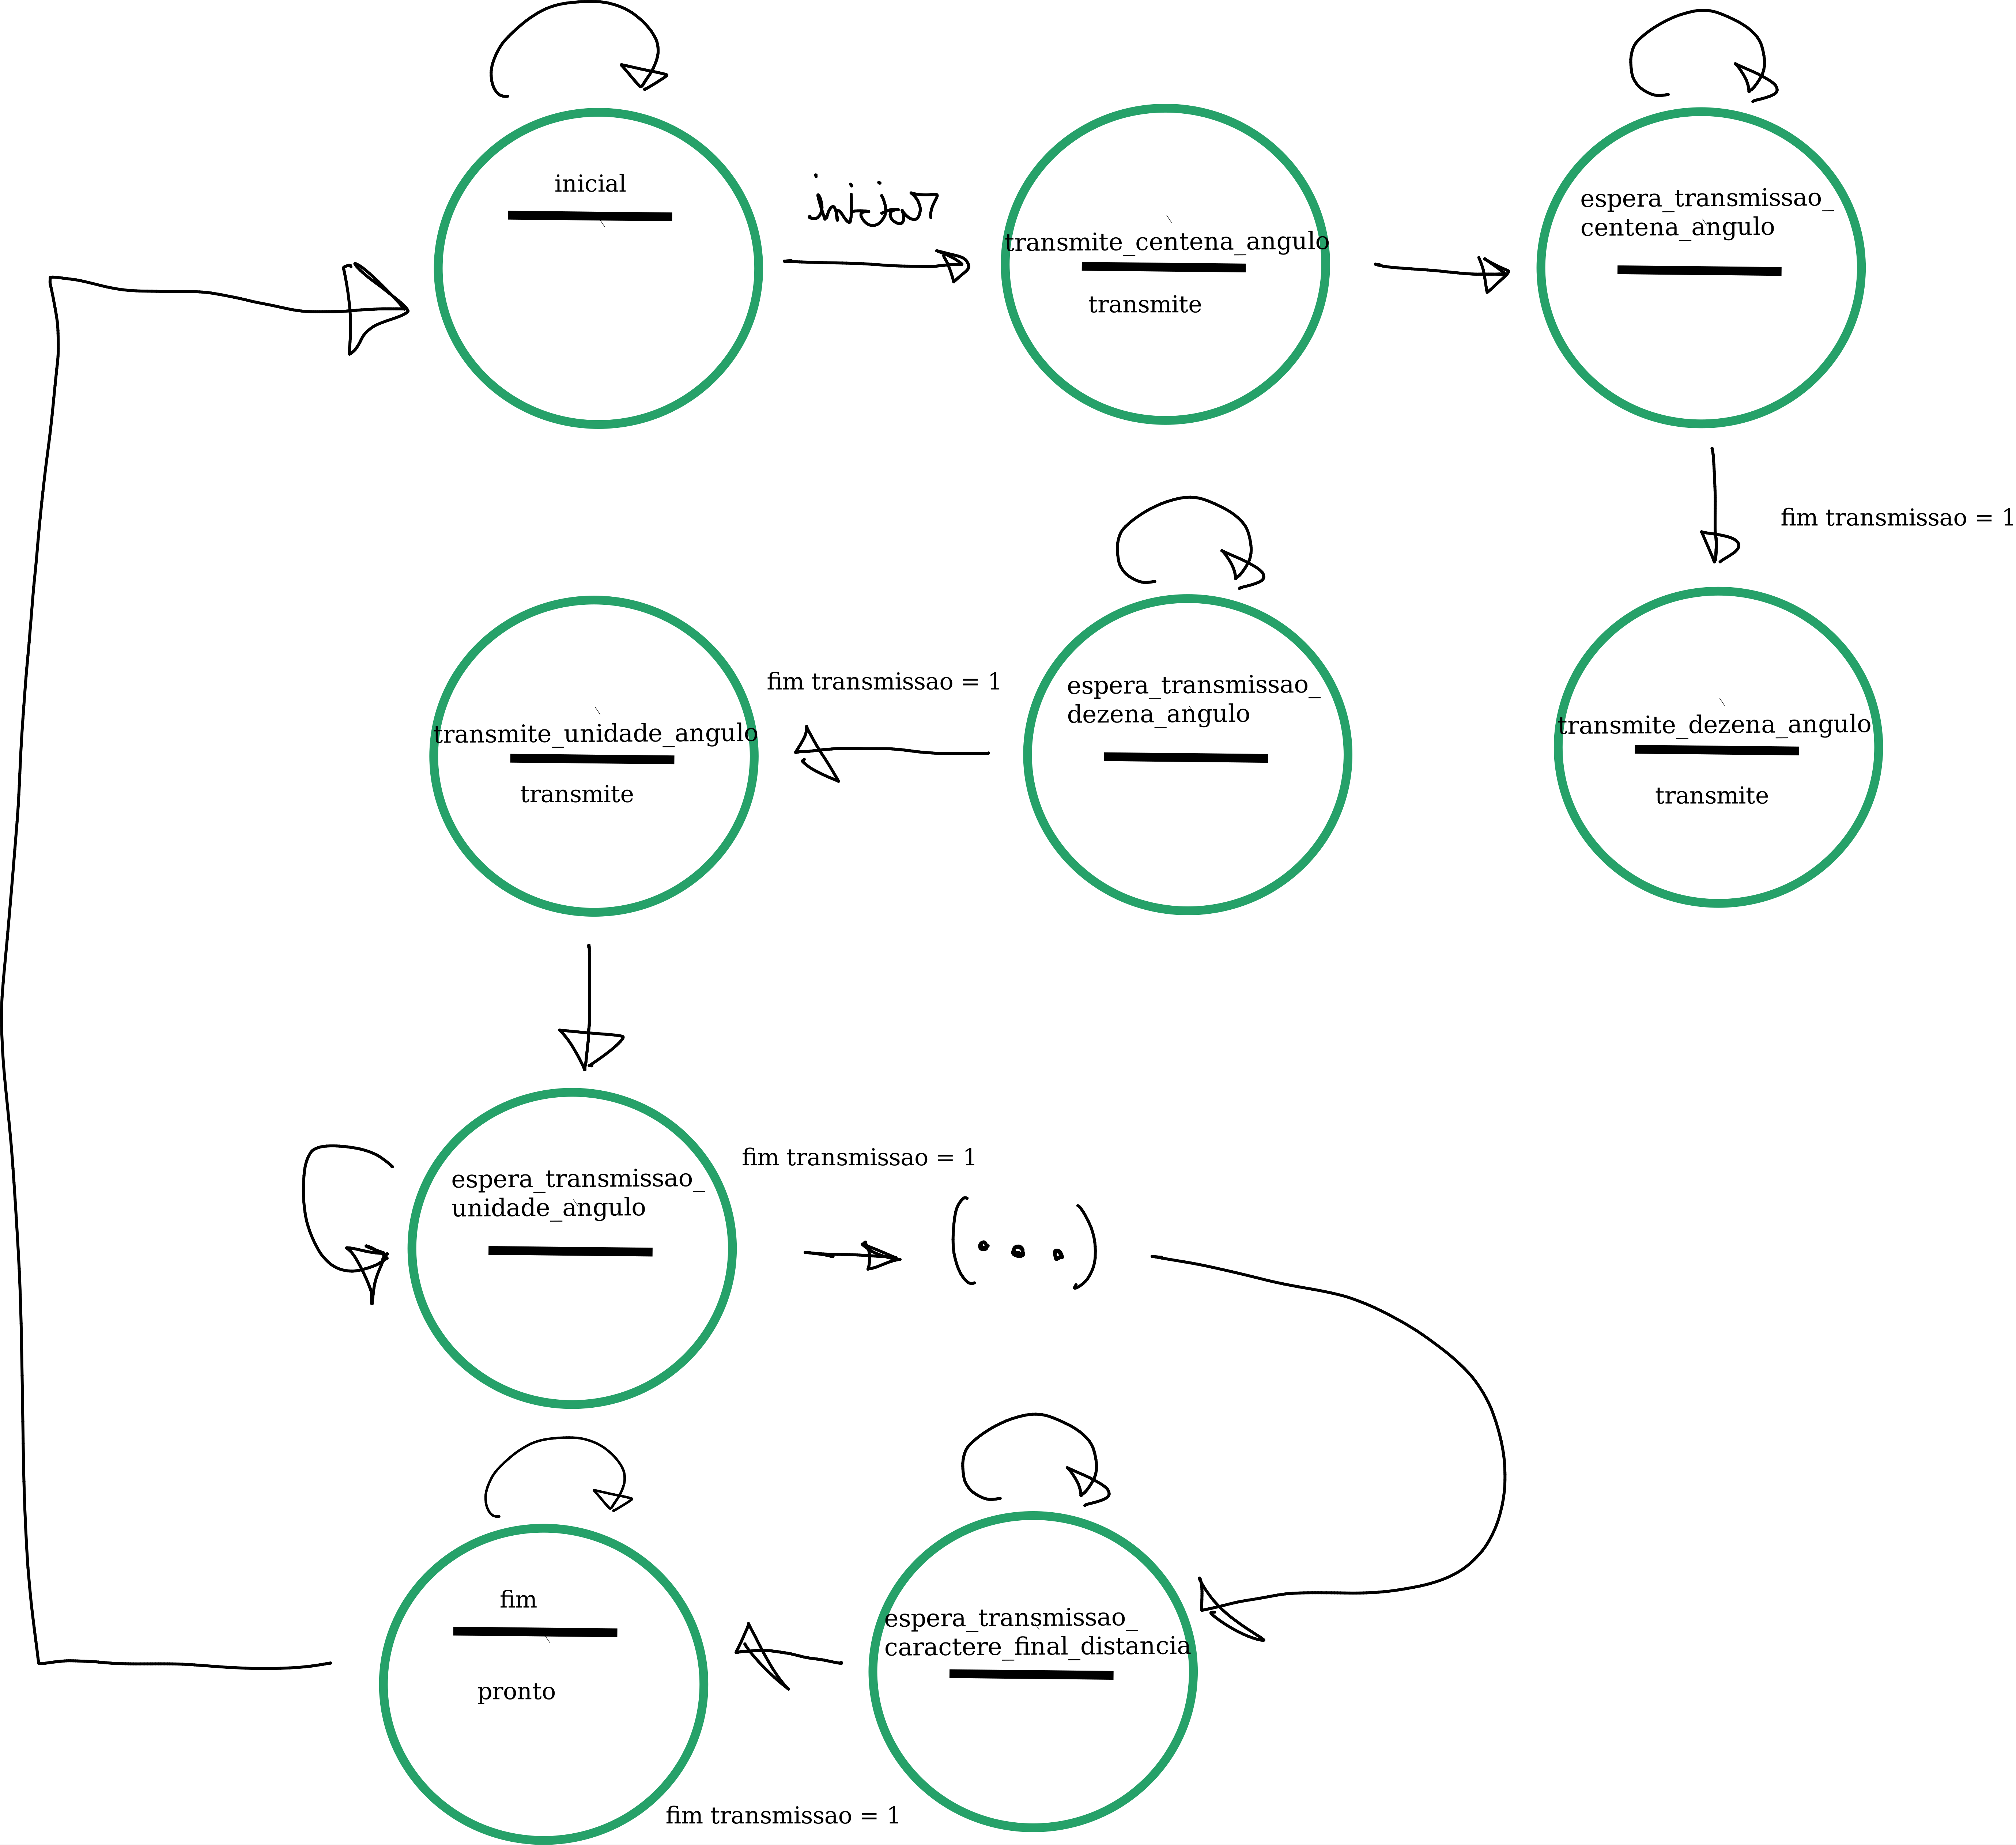 inicial
iniciar
transmite_centena_angulo
transmite
espera_transmissao_
centena_angulo
fim transmissao = 1
transmite_unidade_angulo
transmite
fim transmissao = 1
espera_transmissao_
dezena_angulo
transmite_dezena_angulo
transmite
espera_transmissao_
unidade_angulo
fim transmissao = 1
(...)
fim
pronto
espera_transmissao_
caractere_final_distancia
fim transmissao = 1